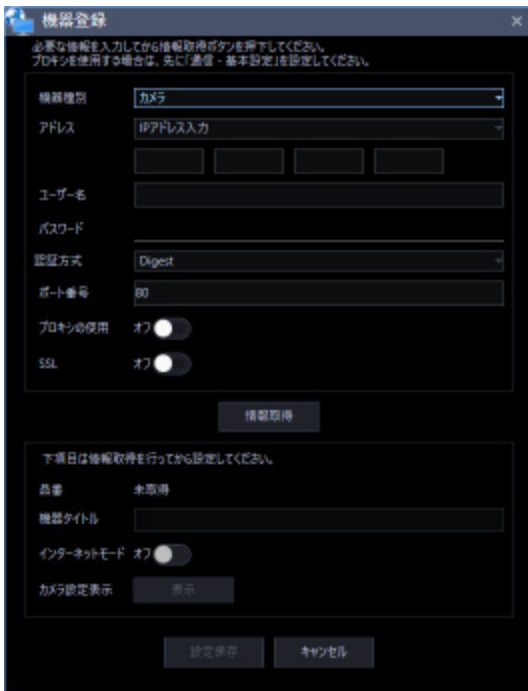 機器登録
必要な情報を入力してから情報取得ボタンを押下してください。
プロキシを使用する場合は、先に「通信 - 基本設定」を設定してください。
機器種別 カメラ
アドレス IPアドレス入力
ユーザー名
パスワード
認証方式 Digest
ポート番号 80
プロキシの使用 オフ
SSL オフ
情報取得
下項目は情報取得を行ってから設定してください。
品番 未取得
機器タイトル
インターネットモード オフ
カメラ設定表示 表示
設定保存 キャンセル